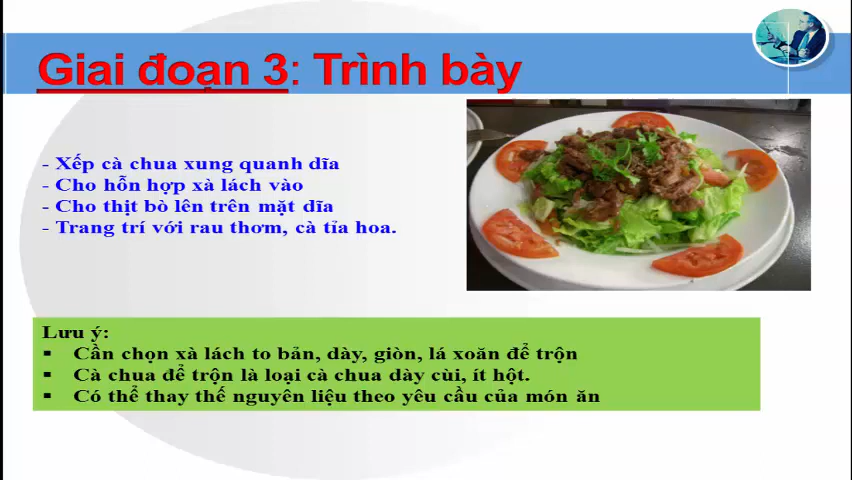 Giai đoạn 3: Trình bày
- Xếp cà chua xung quanh dĩa
- Cho hỗn hợp xà lách vào
- Cho thịt bò lên trên mặt dĩa
- Trang trí với rau thơm, cà tỉa hoa.
Lưu ý:
▪ Cần chọn xà lách to bản, dày, giòn, lá xoăn để trộn
▪ Cà chua để trộn là loại cà chua dày cùi, ít hột.
▪ Có thể thay thế nguyên liệu theo yêu cầu của món ăn